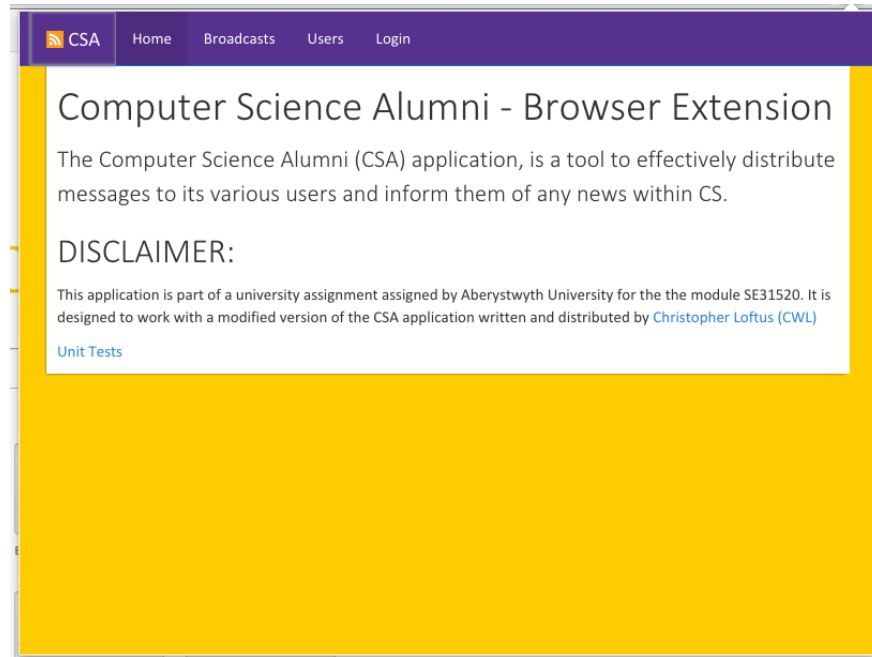 CSA Home Broadcasts Users Login
Computer Science Alumni - Browser Extension
The Computer Science Alumni (CSA) application, is a tool to effectively distribute
messages to its various users and inform them of any news within CS.
DISCLAIMER:
This application is part of a university assignment assigned by Aberystwyth University for the the module SE31520. It is
designed to work with a modified version of the CSA application written and distributed by Christopher Loftus (CWL)
Unit Tests